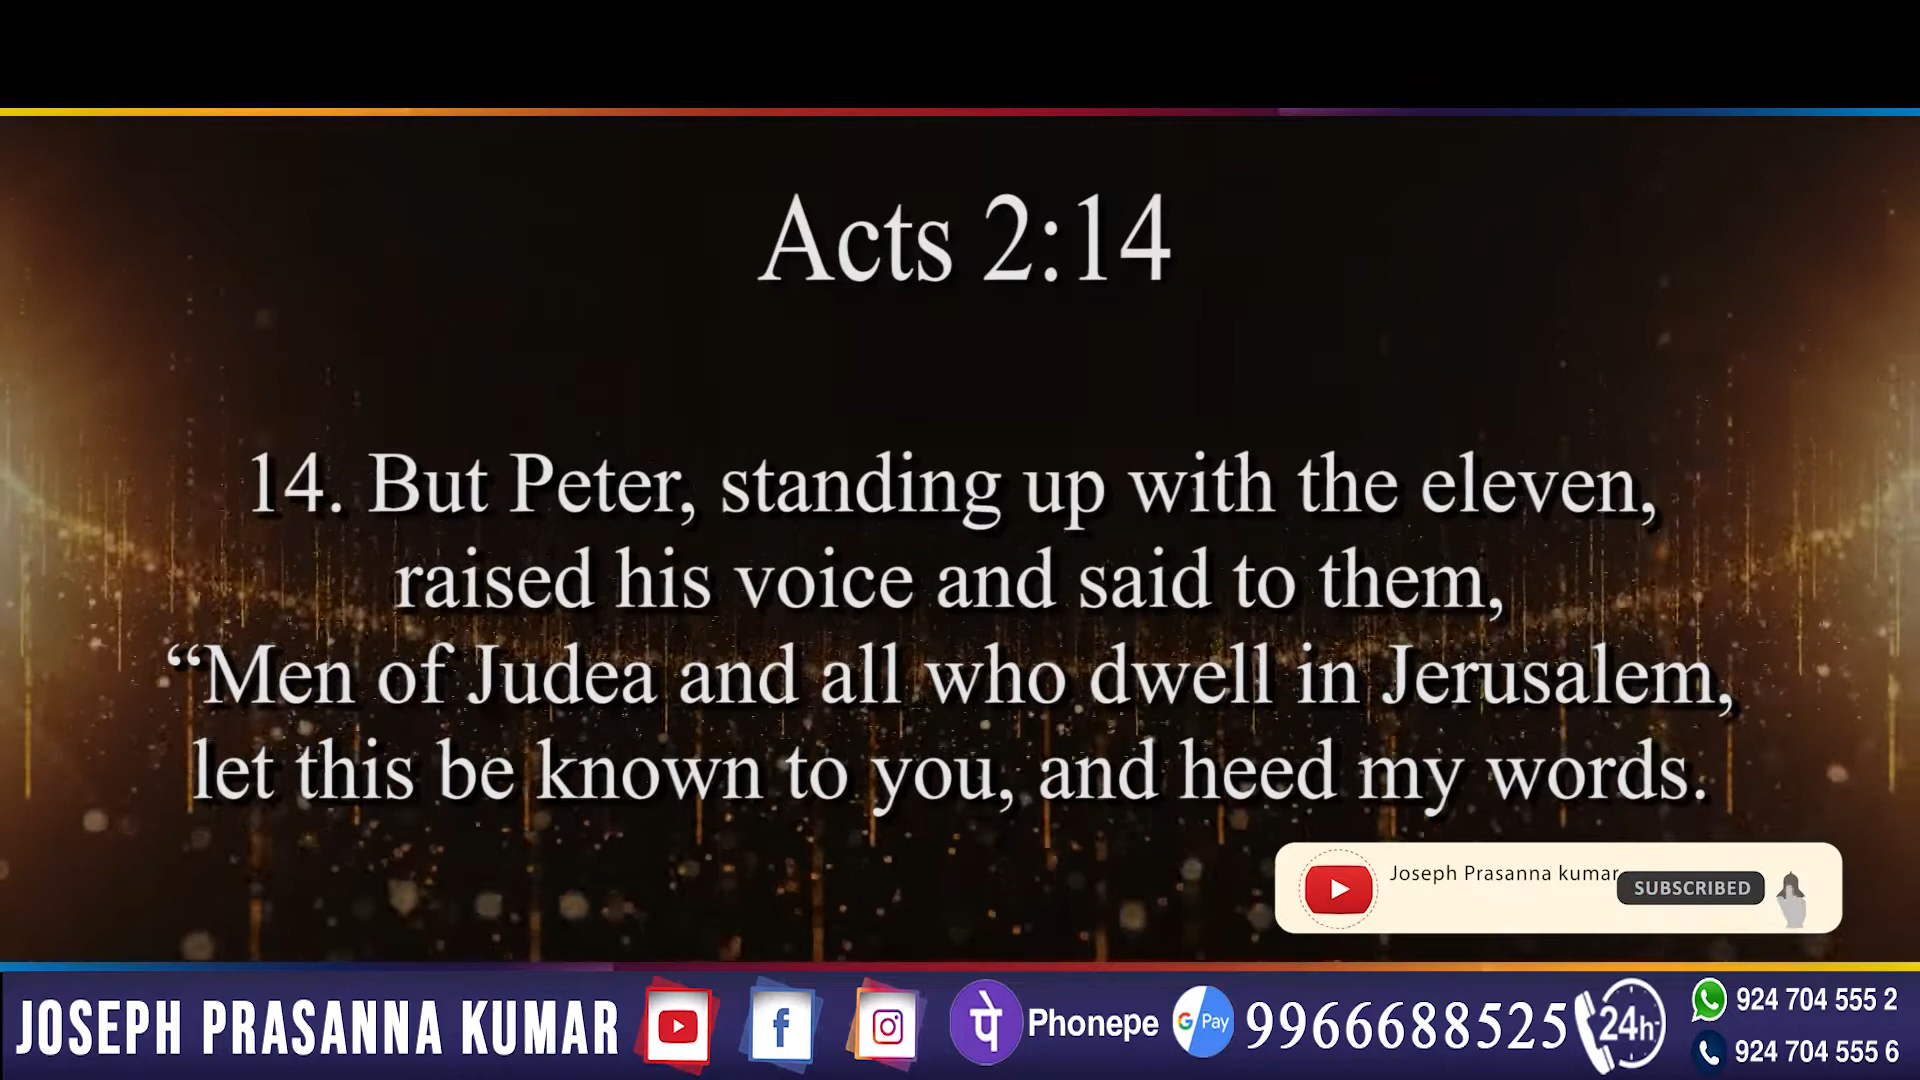 Acts 2:14
14. But Peter, standing up with the eleven,
raised his voice and said to them,
“Men of Judea and all who dwell in Jerusalem,
let this be known to you, and heed my words.
Joseph Prasanna kumar
SUBSCRIBED
JOSEPH PRASANNA KUMAR
f
पे
Phonepe
G Pay
9966688525
24h
924 704 555 2
924 704 555 6